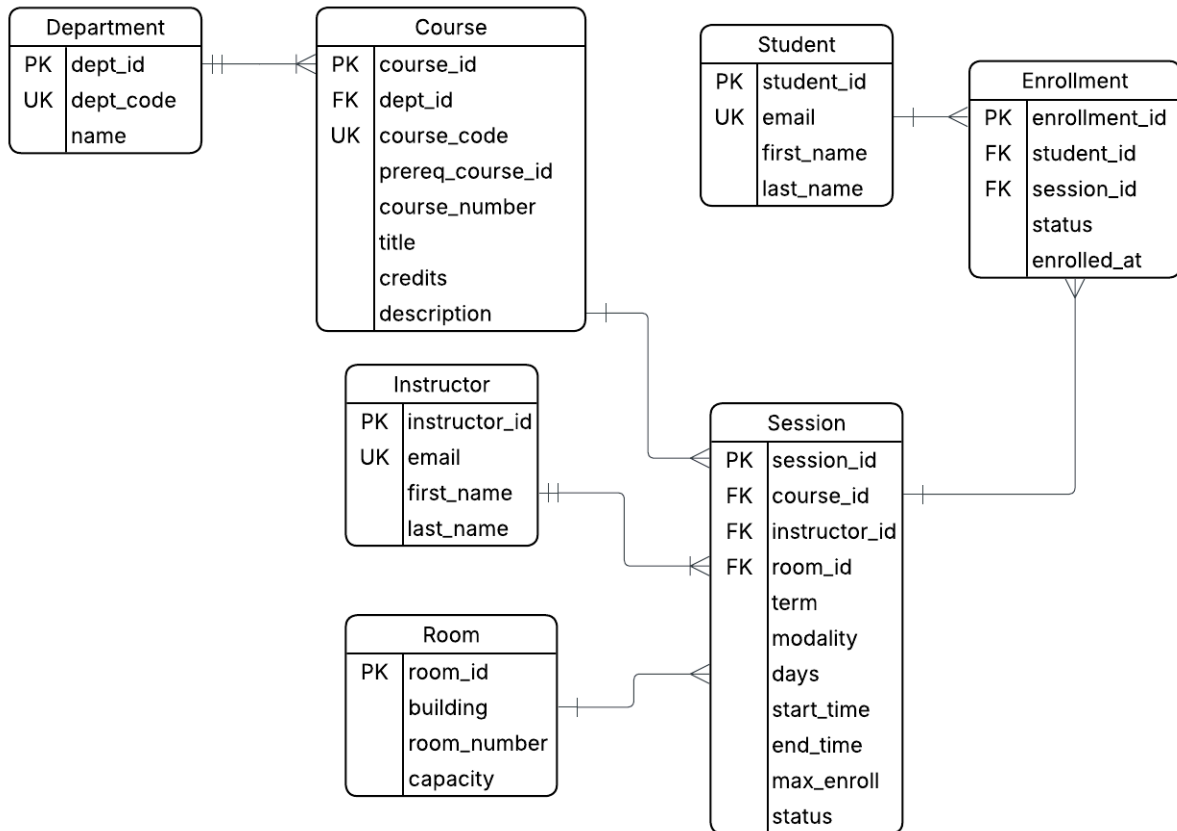 Department
PK dept_id
UK dept_code
name
Course
PK course_id
FK dept_id
UK course_code
prereq_course_id
course_number
title
credits
description
Student
PK student_id
UK email
first_name
last_name
Enrollment
PK enrollment_id
FK student_id
FK session_id
status
enrolled_at
Instructor
PK instructor_id
UK email
first_name
last_name
Session
PK session_id
FK course_id
FK instructor_id
FK room_id
term
modality
days
start_time
end_time
max_enroll
status
Room
PK room_id
building
room_number
capacity